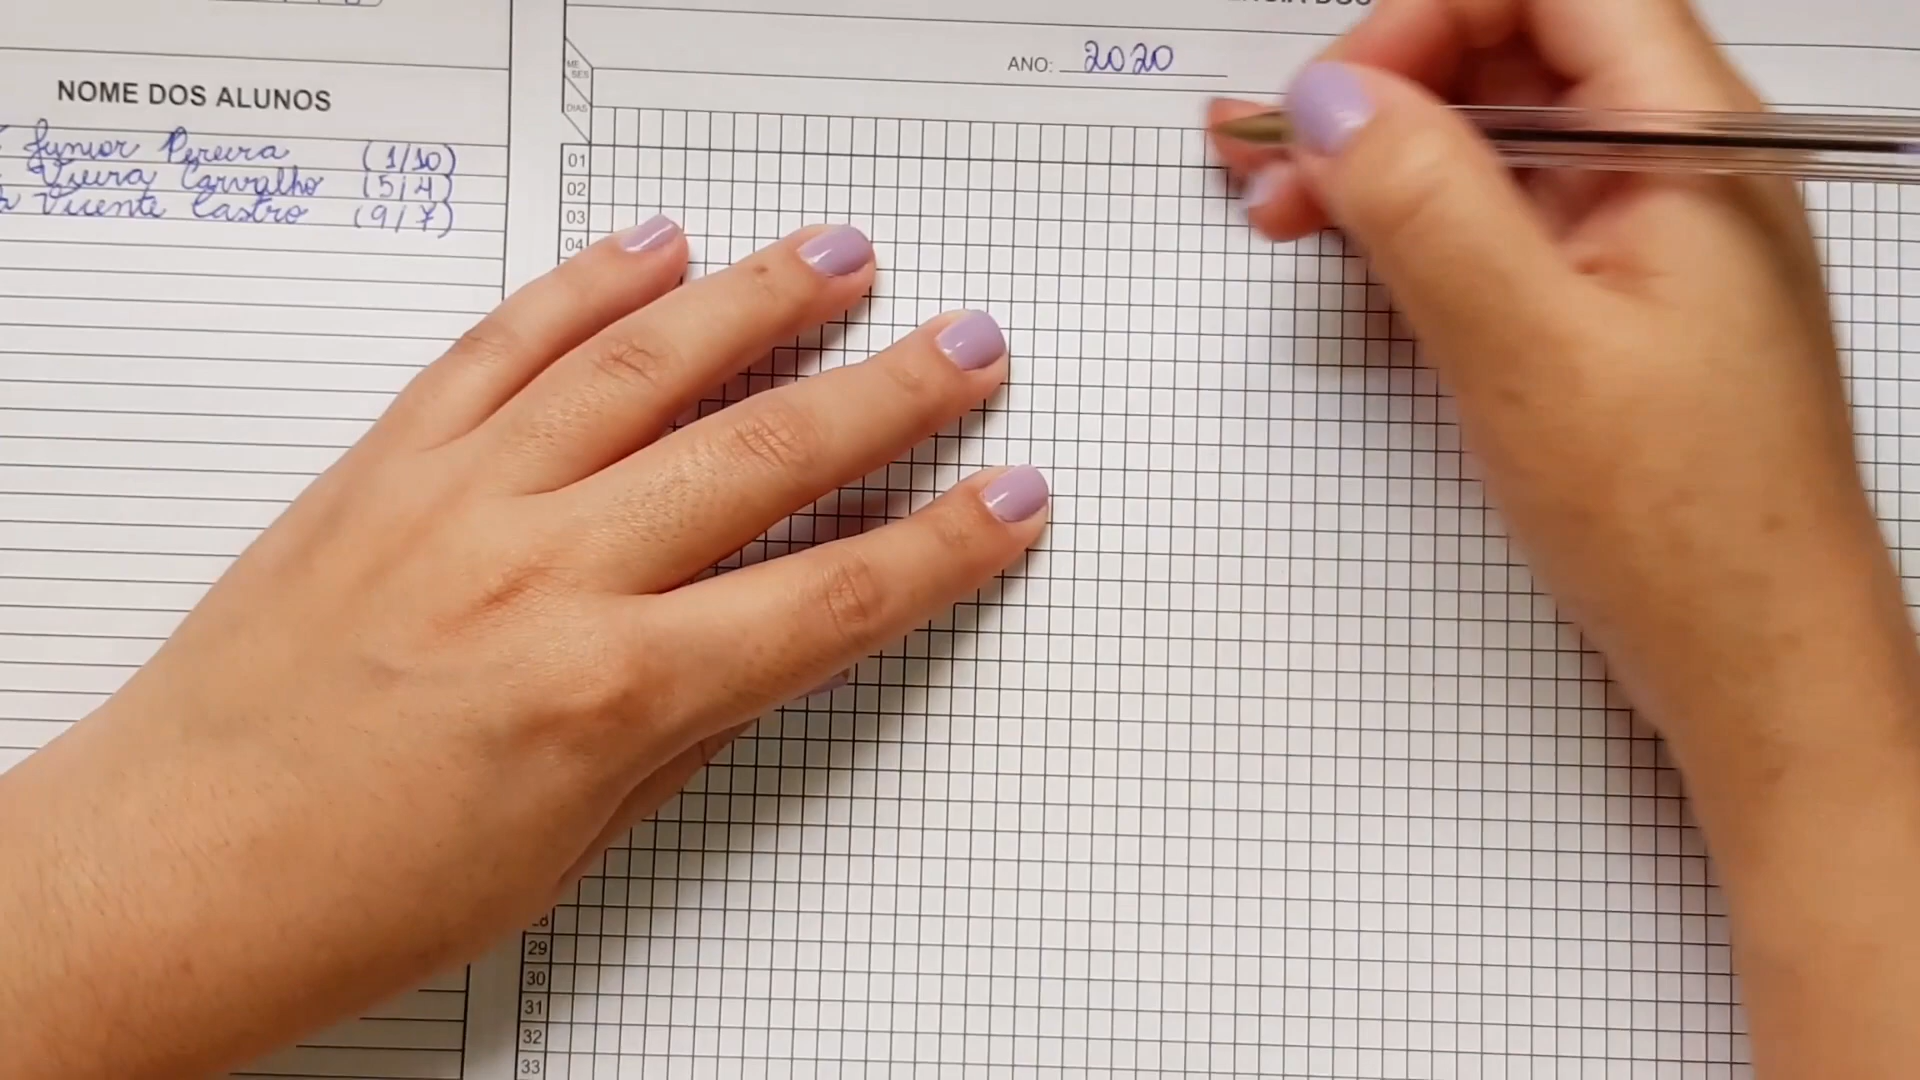 NOME DOS ALUNOS
Junior Pereira (1/10)
Vieira Carvalho (5/4)
Vicente Castro (9/7)
ANO: 2020
ME
SES
DIAS
01
02
03
04
29
30
31
32
33